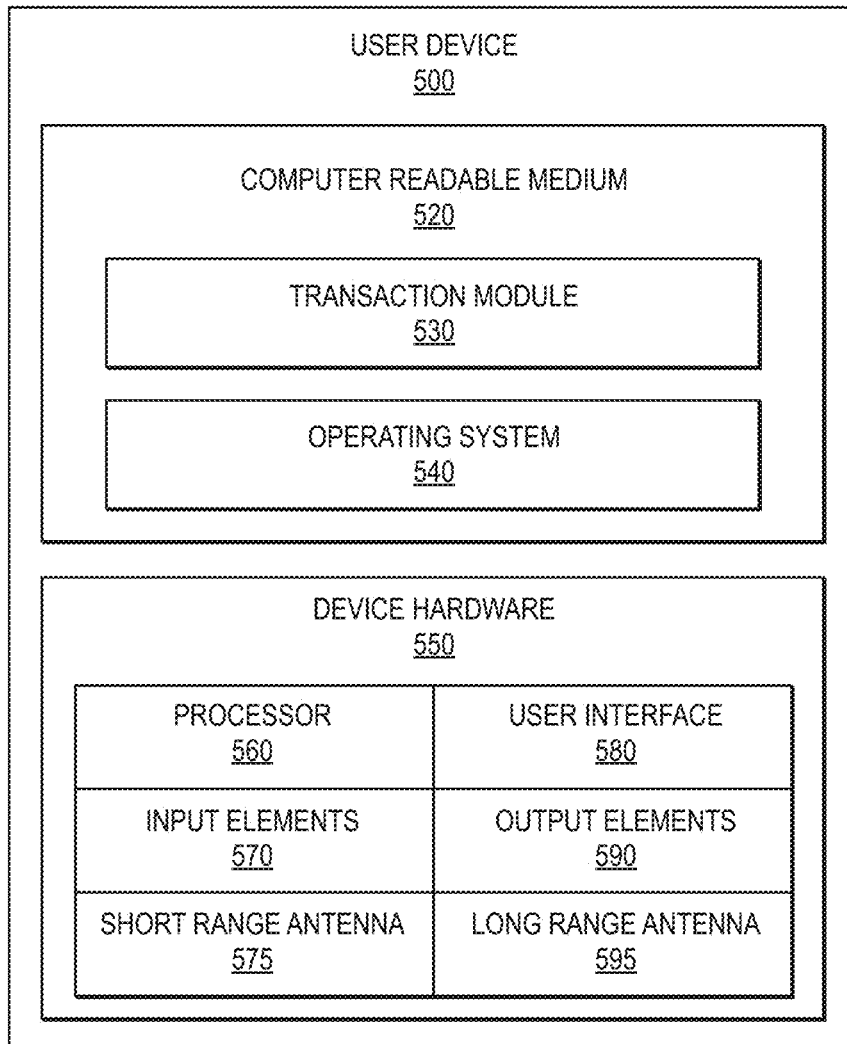 USER DEVICE
500
COMPUTER READABLE MEDIUM
520
TRANSACTION MODULE
530
OPERATING SYSTEM
540
DEVICE HARDWARE
550
PROCESSOR
560
USER INTERFACE
580
INPUT ELEMENTS
570
OUTPUT ELEMENTS
590
SHORT RANGE ANTENNA
575
LONG RANGE ANTENNA
595